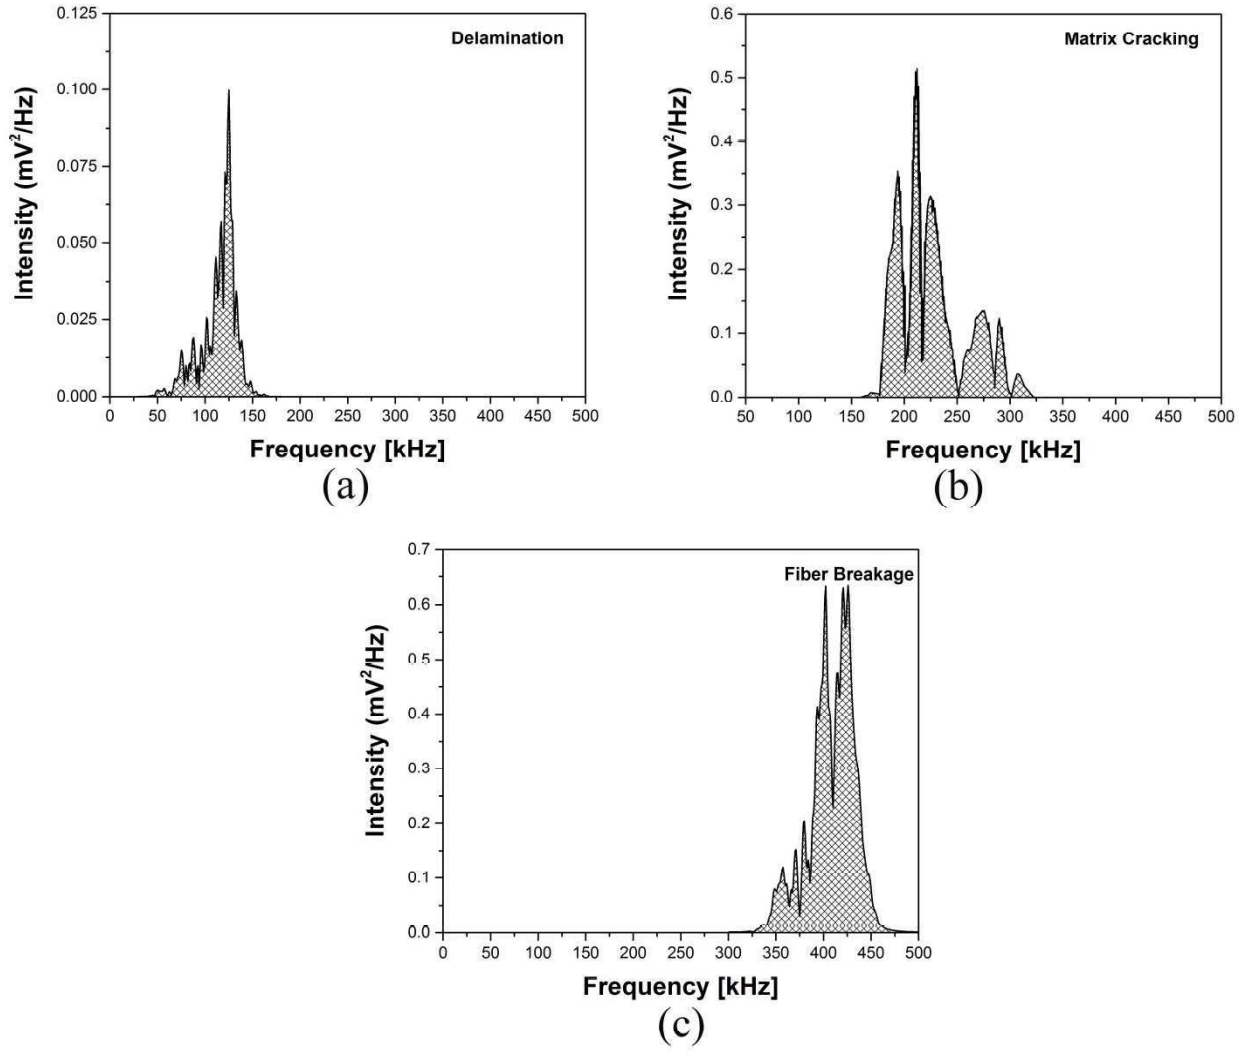 Delamination
Intensity (mV²/Hz)
0.125
0.100
0.075
0.050
0.025
0.000
0 50 100 150 200 250 300 350 400 450 500
Frequency [kHz]
(a)
Matrix Cracking
Intensity (mV²/Hz)
0.6
0.5
0.4
0.3
0.2
0.1
0.0
50 100 150 200 250 300 350 400 450 500
Frequency [kHz]
(b)
Fiber Breakage
Intensity (mV²/Hz)
0.7
0.6
0.5
0.4
0.3
0.2
0.1
0.0
0 50 100 150 200 250 300 350 400 450 500
Frequency [kHz]
(c)